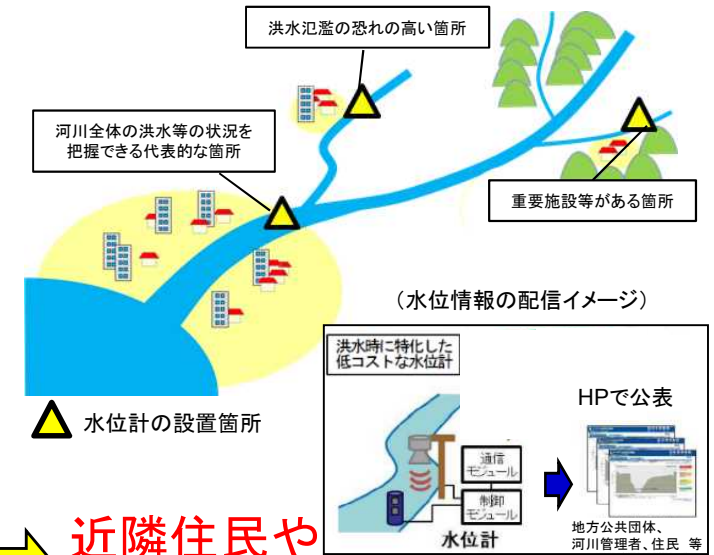 洪水氾濫の恐れの高い箇所
河川全体の洪水等の状況を
把握できる代表的な箇所
重要施設等がある箇所
（水位情報の配信イメージ）
洪水時に特化した
低コストな水位計
HPで公表
通信
モジュール
制御
モジュール
水位計
地方公共団体、
河川管理者、住民 等
水位計の設置箇所
近隣住民や